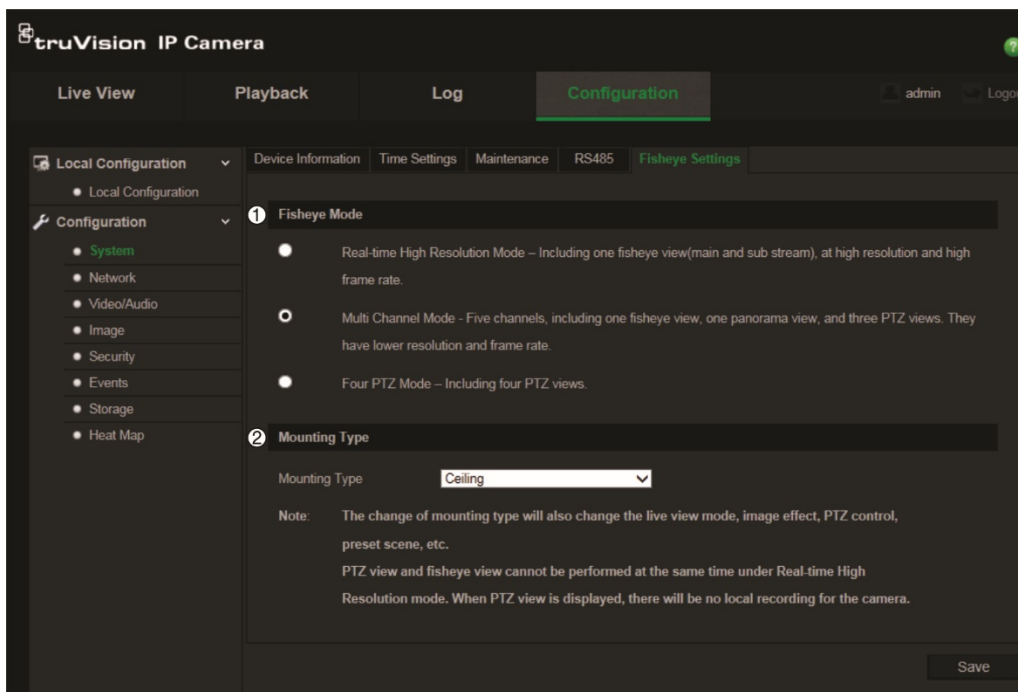 truVision IP Camera
?
Live View Playback Log Configuration admin Logo
Local Configuration
Local Configuration
Configuration
System
Network
Video/Audio
Image
Security
Events
Storage
Heat Map
Device Information Time Settings Maintenance RS485 Fisheye Settings
1 Fisheye Mode
Real-time High Resolution Mode – Including one fisheye view(main and sub stream), at high resolution and high
frame rate.
Multi Channel Mode - Five channels, including one fisheye view, one panorama view, and three PTZ views. They
have lower resolution and frame rate.
Four PTZ Mode – Including four PTZ views.
2 Mounting Type
Mounting Type Ceiling
Note: The change of mounting type will also change the live view mode, image effect, PTZ control,
preset scene, etc.
PTZ view and fisheye view cannot be performed at the same time under Real-time High
Resolution mode. When PTZ view is displayed, there will be no local recording for the camera.
Save